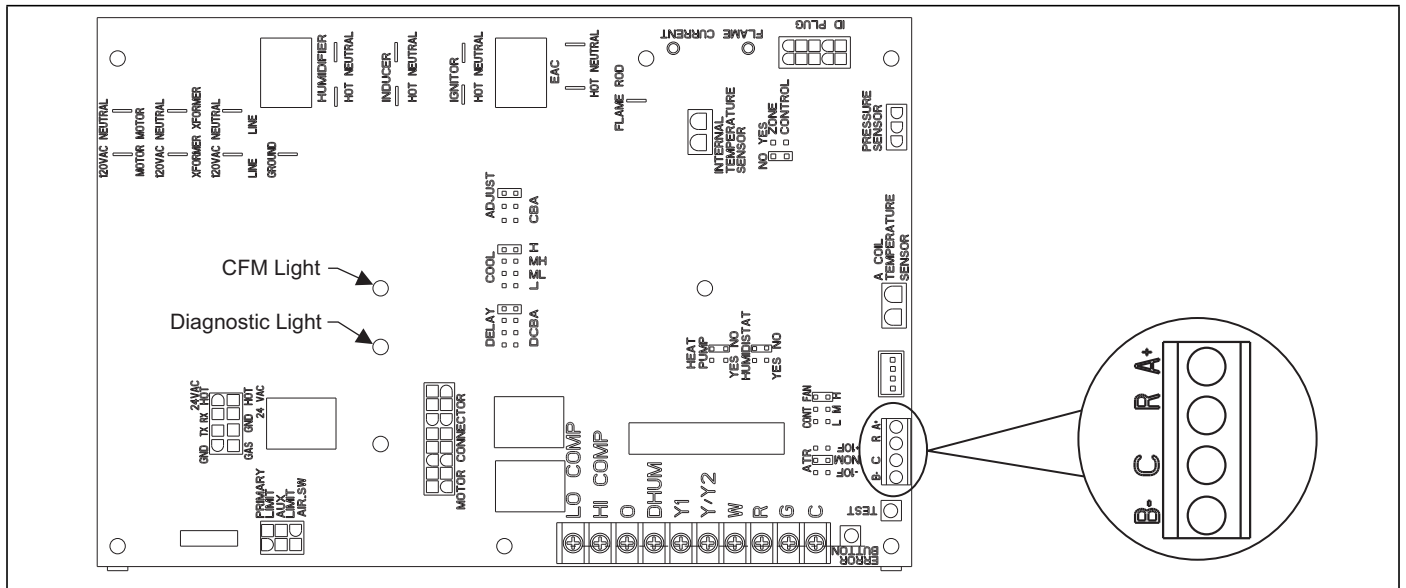 HUMIDIFIER
HOT NEUTRAL
INDUCER
HOT NEUTRAL
IGNITOR
HOT NEUTRAL
EAC
HOT NEUTRAL
FLAME ROD
FLAME CURRENT
ID PLUG
120VAC NEUTRAL
MOTOR MOTOR
120VAC NEUTRAL
XFORMER XFORMER
120VAC NEUTRAL
LINE LINE
GROUND
INTERNAL
TEMPERATURE
SENSOR
NO YES
ZONE
CONTROL
PRESSURE
SENSOR
ADJUST
CBA
COOL
L ML MH H
DELAY
DCBA
A COIL
TEMPERATURE
SENSOR
CFM Light
Diagnostic Light
HEAT
PUMP
YES NO
HUMIDISTAT
YES NO
24VAC
GND TX RX HOT
GAS GND HOT
24 VAC
MOTOR CONNECTOR
CONT FAN
L M H
ATR
-10F
NOM
+10F
B- C R A+
B- C R A+
TEST
PRIMARY
LIMIT
AUX
LIMIT
AIR.SW
LO COMP
HI COMP
O
DHUM
Y1
Y/Y2
W
R
G
C
ERROR
BUTTON